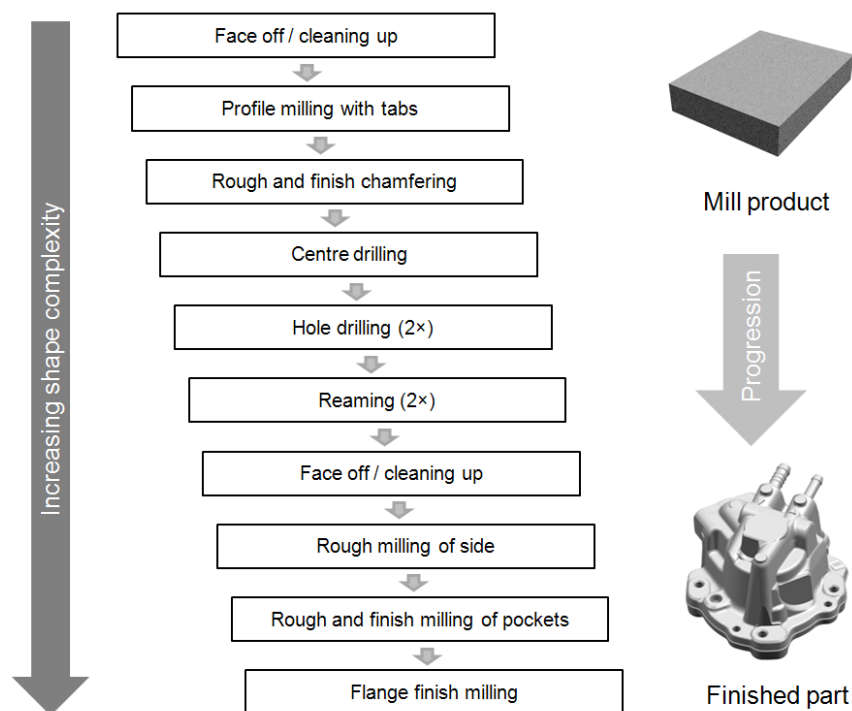 Increasing shape complexity
Face off / cleaning up
Profile milling with tabs
Rough and finish chamfering
Centre drilling
Hole drilling (2×)
Reaming (2×)
Face off / cleaning up
Rough milling of side
Rough and finish milling of pockets
Flange finish milling
Mill product
Progression
Finished part